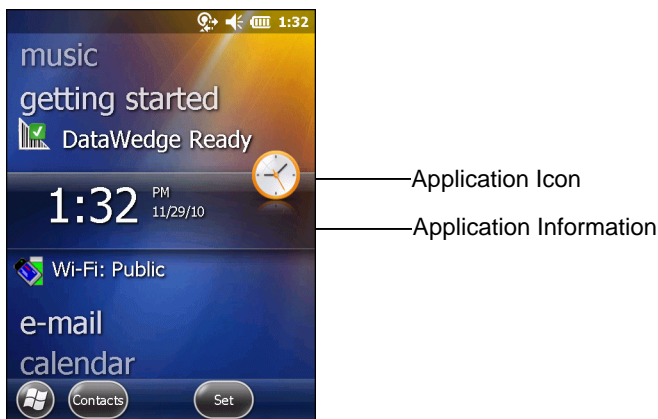 1:32
music
getting started
DataWedge Ready
Application Icon
1:32 PM
11/29/10
Application Information
Wi-Fi: Public
e-mail
calendar
Contacts Set